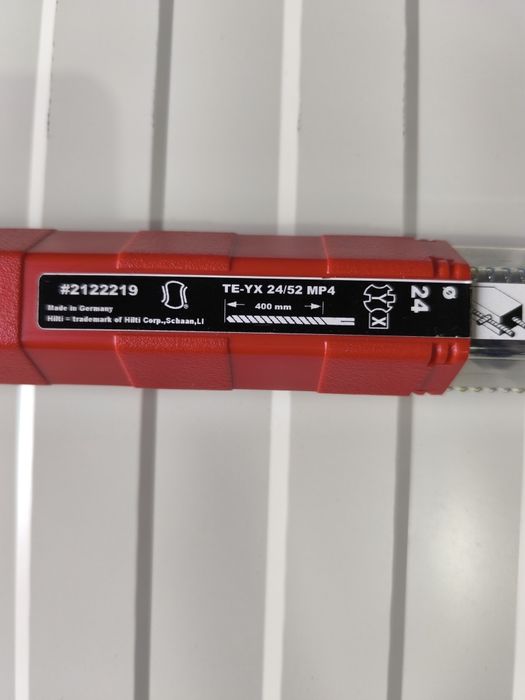 #2122219
Made in Germany
Hilti = trademark of Hilti Corp.,Schaan,LI
TE-YX 24/52 MP4
400 mm
Y
X
24
Ø